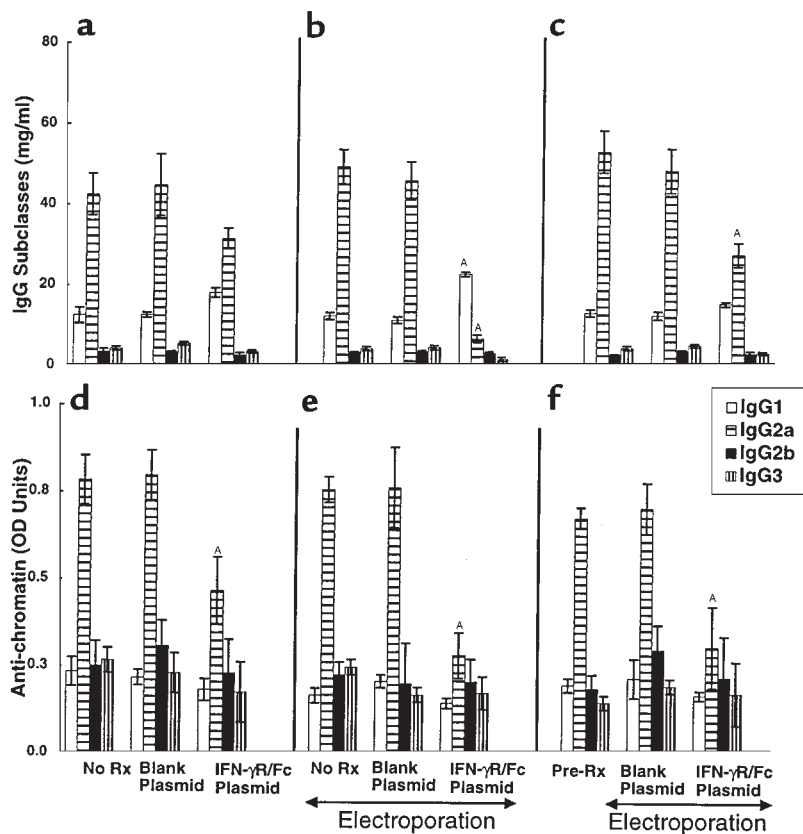 a
b
c
IgG Subclasses (mg/ml)
80
60
40
20
0
A
A
A
d
e
f
Anti-chromatin (OD Units)
1.0
0.8
0.5
0.3
0.0
A
A
A
IgG1
IgG2a
IgG2b
IgG3
No Rx
Blank
Plasmid
IFN-γR/Fc
Plasmid
No Rx
Blank
Plasmid
IFN-γR/Fc
Plasmid
Pre-Rx
Blank
Plasmid
IFN-γR/Fc
Plasmid
Electroporation
Electroporation